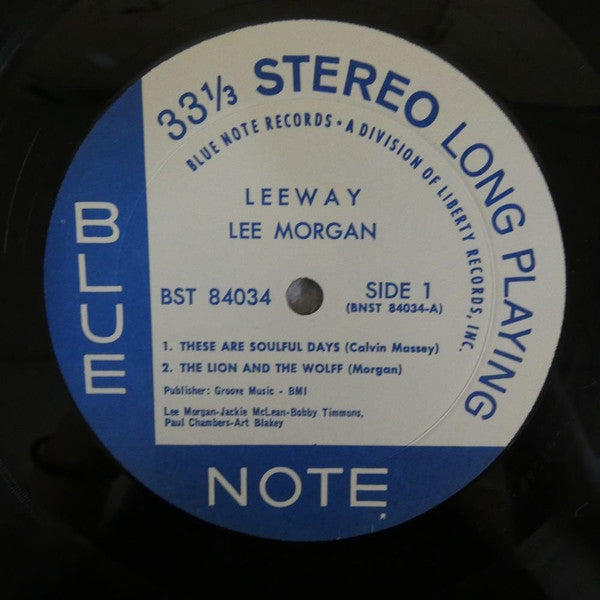 33 1/3 STEREO LONG PLAYING
BLUE NOTE RECORDS • A DIVISION OF LIBERTY RECORDS, INC.
LEEWAY
LEE MORGAN
BST 84034
SIDE 1
(BNST 84034-A)
1. THESE ARE SOULFUL DAYS (Calvin Massey)
2. THE LION AND THE WOLFF (Morgan)
Publisher: Groove Music - BMI
Lee Morgan-Jackie McLean-Bobby Timmons,
Paul Chambers-Art Blakey
BLUE
NOTE